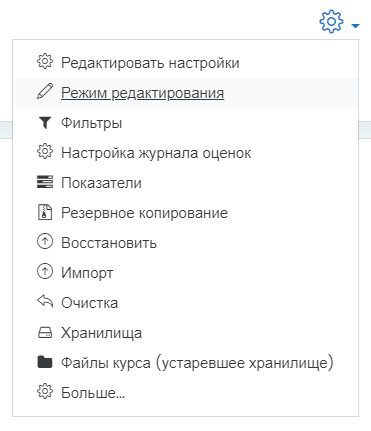 Редактировать настройки
Режим редактирования
Фильтры
Настройка журнала оценок
Показатели
Резервное копирование
Восстановить
Импорт
Очистка
Хранилища
Файлы курса (устаревшее хранилище)
Больше...